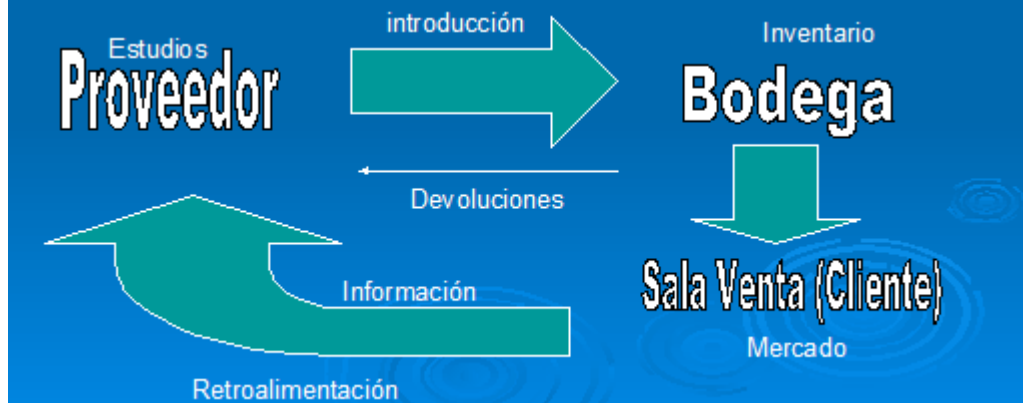 introducción
Estudios
Inventario
Proveedor
Bodega
Devoluciones
Sala Venta (Cliente)
Información
Mercado
Retroalimentación